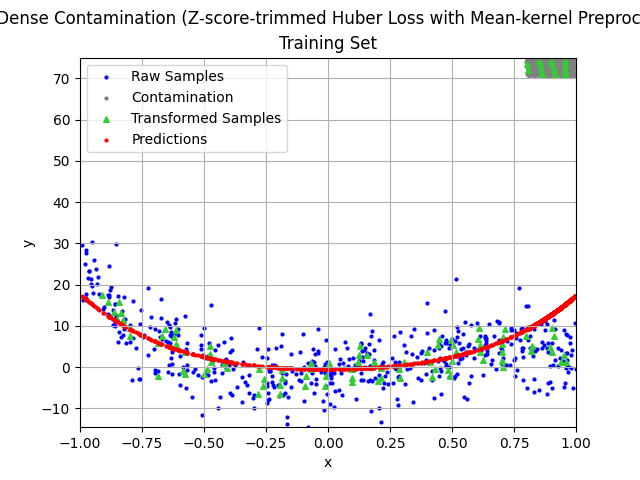 Dense Contamination (Z-score-trimmed Huber Loss with Mean-kernel Preproc
Training Set
Raw Samples
Contamination
Transformed Samples
Predictions
y
70
60
50
40
30
20
10
0
−10
−1.00 −0.75 −0.50 −0.25 0.00 0.25 0.50 0.75 1.00
x